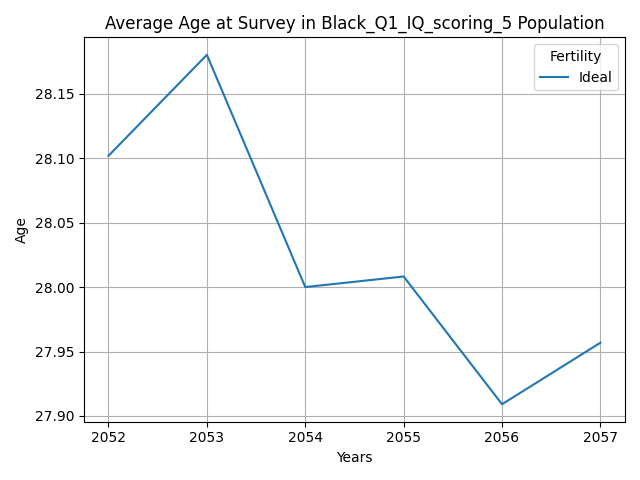 Average Age at Survey in Black_Q1_IQ_scoring_5 Population
Fertility
Ideal
28.15
28.10
28.05
28.00
27.95
27.90
Age
2052 2053 2054 2055 2056 2057
Years